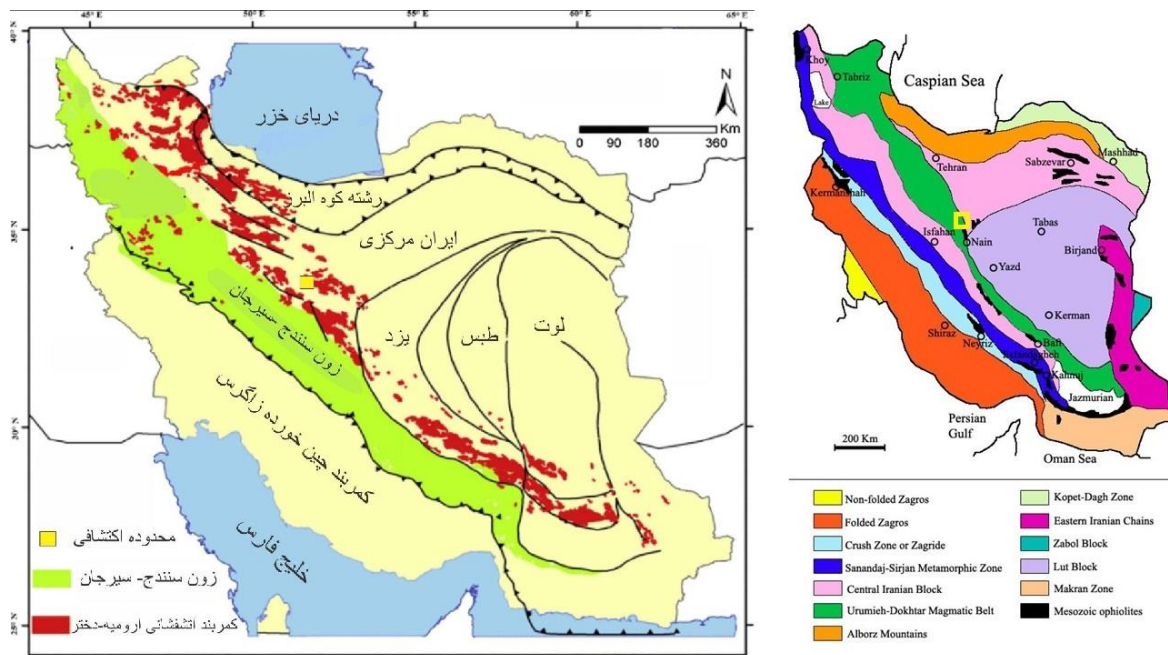 45° N
50° E
55° E
60° E
65° E
40° N
35° N
30° N
25° N
N
Km
0 90 180 360
دریای خزر
رشته کوه البرز
ایران مرکزی
زون سنندج -سیرجان
یزد
طبس
لوت
کمربند چین خورده زاگرس
خلیج فارس
محدوده اکتشافی
زون سنندج- سیرجان
کمربند اتشفشانی ارومیه-دختر
Khoy
Tabriz
Lake
Caspian Sea
Tehran
Sabzevar
Mashhad
Kermanshah
Isfahan
Nain
Tabas
Birjand
Yazd
Kerman
Shiraz
Neyriz
Baft
Kahnuj
Jazmurian
Persian
Gulf
Oman Sea
200 Km
Non-folded Zagros
Folded Zagros
Crush Zone or Zagride
Sanandaj-Sirjan Metamorphic Zone
Central Iranian Block
Urumieh-Dokhtar Magmatic Belt
Alborz Mountains
Kopet-Dagh Zone
Eastern Iranian Chains
Zabol Block
Lut Block
Makran Zone
Mesozoic ophiolites